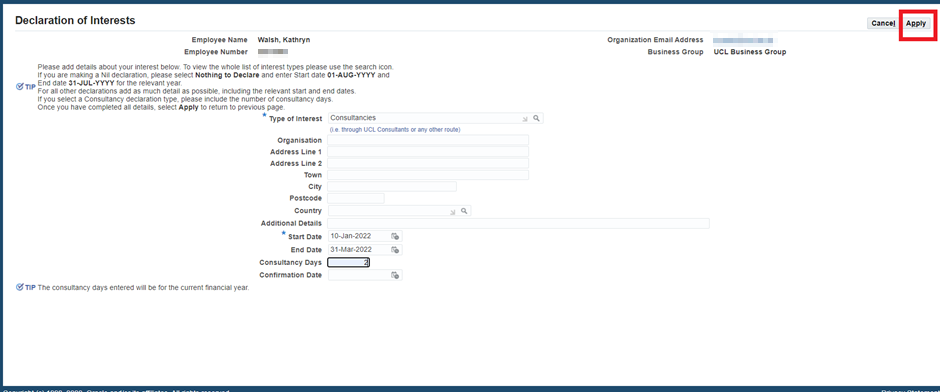 Declaration of Interests
Cancel Apply
Employee Name Walsh, Kathryn
Organization Email Address
Employee Number
Business Group UCL Business Group
Please add details about your interest below. To view the whole list of interest types please use the search icon.
If you are making a Nil declaration, please select Nothing to Declare and enter Start date 01-AUG-YYYY and
TIP End date 31-JUL-YYYY for the relevant year.
For all other declarations add as much detail as possible, including the relevant start and end dates.
If you select a Consultancy declaration type, please include the number of consultancy days.
Once you have completed all details, select Apply to return to previous page.
* Type of Interest Consultancies
(i.e. through UCL Consultants or any other route)
Organisation
Address Line 1
Address Line 2
Town
City
Postcode
Country
Additional Details
* Start Date 10-Jan-2022
End Date 31-Mar-2022
Consultancy Days 2
Confirmation Date
TIP The consultancy days entered will be for the current financial year.